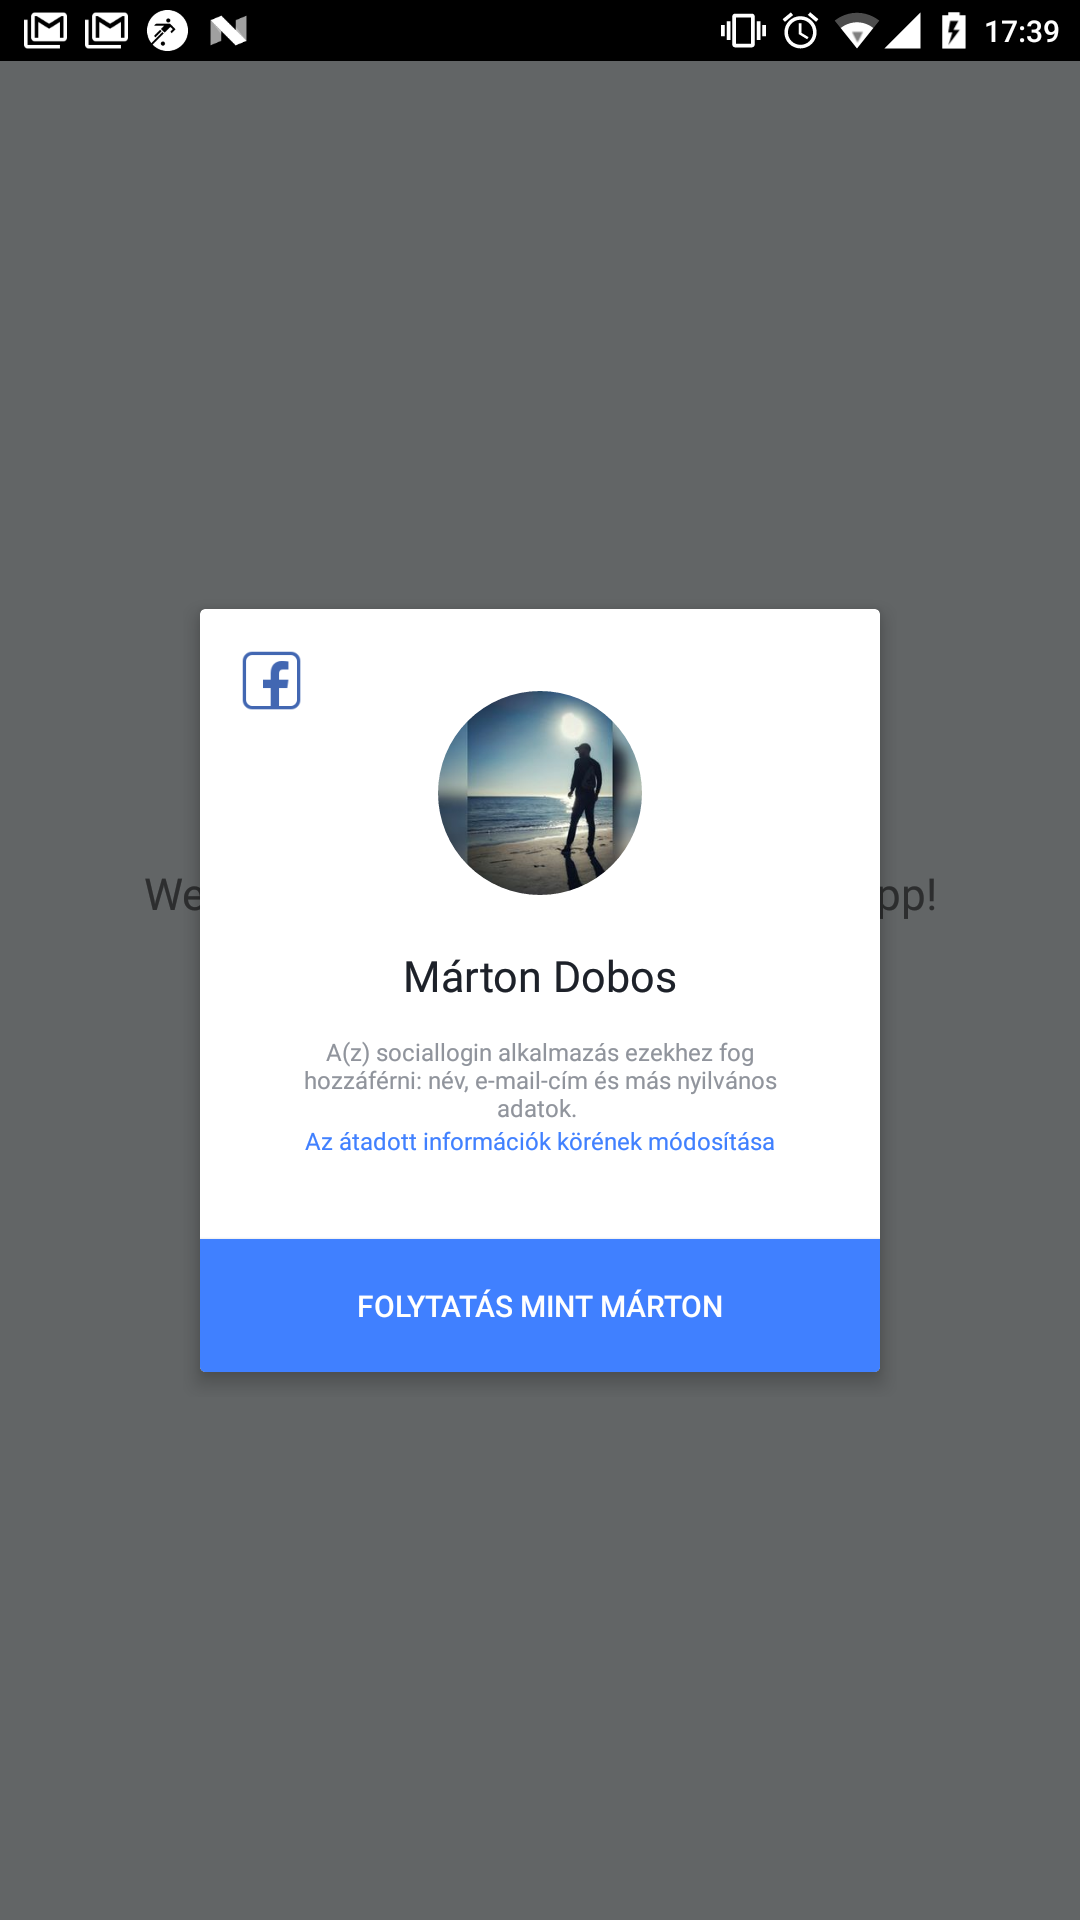 17:39
We
pp!
Márton Dobos
A(z) sociallogin alkalmazás ezekhez fog
hozzáférni: név, e-mail-cím és más nyilvános
adatok.
Az átadott információk körének módosítása
FOLYTATÁS MINT MÁRTON